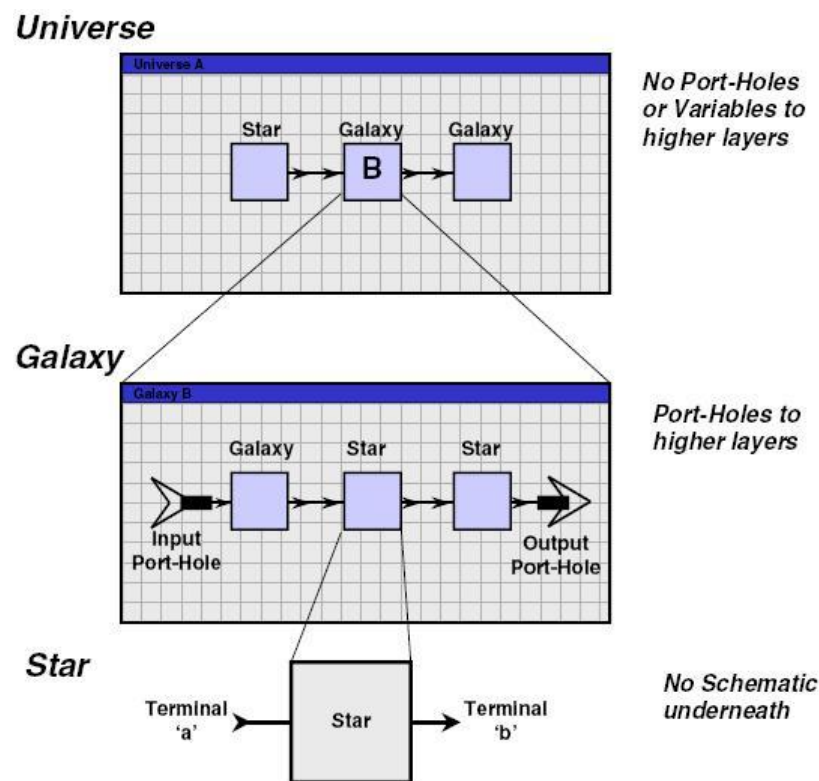 Universe
Universe A
No Port-Holes
or Variables to
higher layers
Star
Galaxy
Galaxy
B
Galaxy
Galaxy B
Port-Holes to
higher layers
Galaxy
Star
Star
Input
Port-Hole
Output
Port-Hole
Star
No Schematic
underneath
Terminal
‘a’
Star
Terminal
‘b’